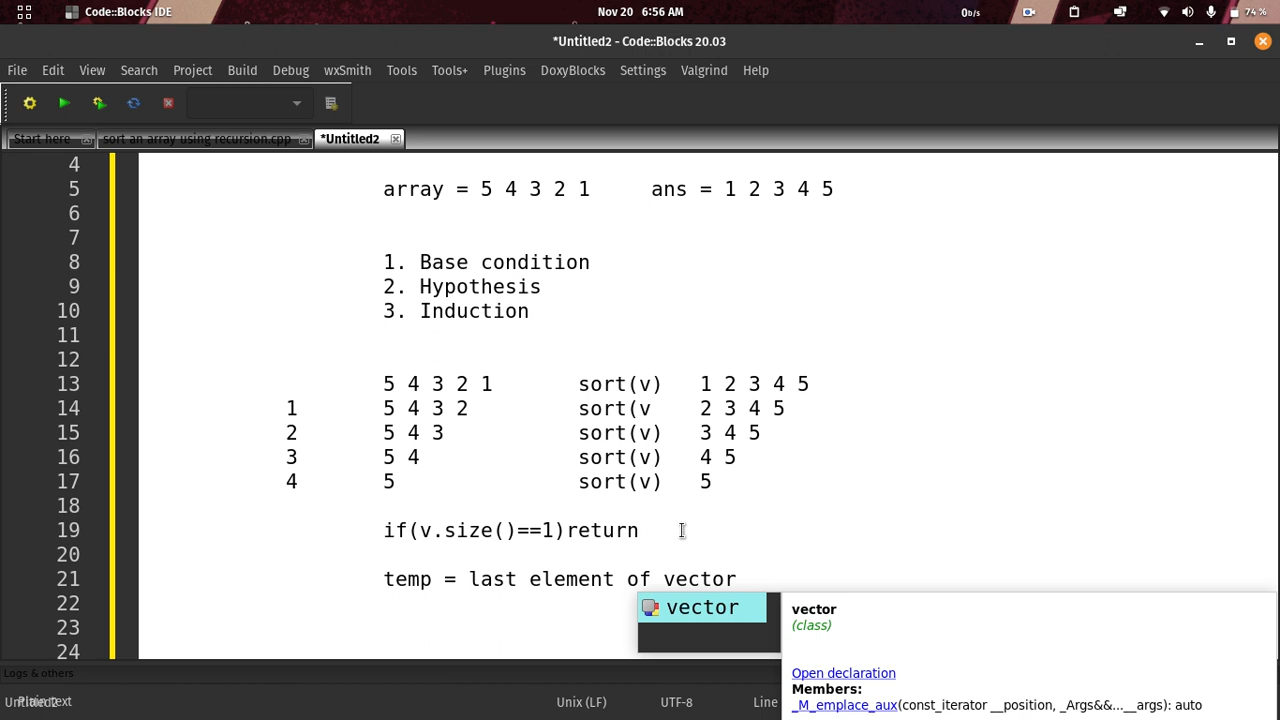 Code::Blocks IDE
Nov 20 6:56 AM
0b/s
74 %
*Untitled2 - Code::Blocks 20.03
File Edit View Search Project Build Debug wxSmith Tools Tools+ Plugins DoxyBlocks Settings Valgrind Help
Start here sort an array using recursion.cpp *Untitled2
4
5 array = 5 4 3 2 1 ans = 1 2 3 4 5
6
7
8 1. Base condition
9 2. Hypothesis
10 3. Induction
11
12
13 5 4 3 2 1 sort(v) 1 2 3 4 5
14 1 5 4 3 2 sort(v 2 3 4 5
15 2 5 4 3 sort(v) 3 4 5
16 3 5 4 sort(v) 4 5
17 4 5 sort(v) 5
18
19 if(v.size()==1)return
20
21 temp = last element of vector
22
23
24
vector
vector
(class)
Open declaration
Members:
_M_emplace_aux(const_iterator __position, _Args&&...__args): auto
Logs & others
Unix (LF) UTF-8 Line